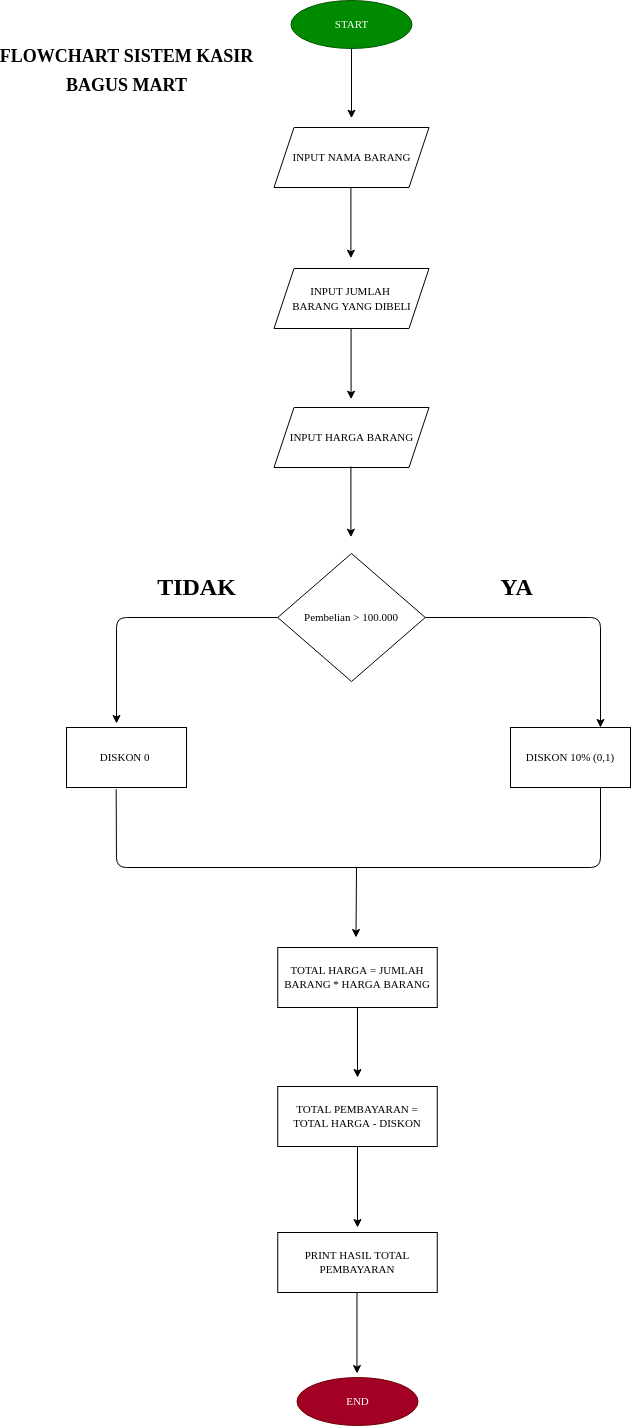 START
FLOWCHART SISTEM KASIR
BAGUS MART
INPUT NAMA BARANG
INPUT JUMLAH
BARANG YANG DIBELI
INPUT HARGA BARANG
TIDAK
YA
Pembelian > 100.000
DISKON 0
DISKON 10% (0,1)
TOTAL HARGA = JUMLAH
BARANG * HARGA BARANG
TOTAL PEMBAYARAN =
TOTAL HARGA - DISKON
PRINT HASIL TOTAL
PEMBAYARAN
END